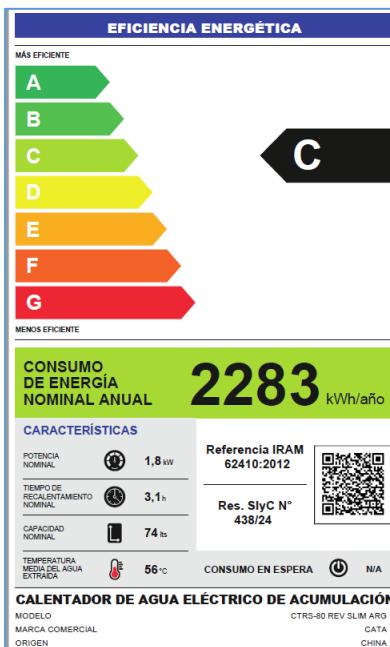 EFICIENCIA ENERGÉTICA
MÁS EFICIENTE
A
B
C
C
D
E
F
G
MENOS EFICIENTE
CONSUMO
DE ENERGÍA
NOMINAL ANUAL
2283 kWh/año
CARACTERÍSTICAS
POTENCIA
NOMINAL
1,8 kW
TIEMPO DE
RECALENTAMIENTO
NOMINAL
3,1 h
CAPACIDAD
NOMINAL
74 lts
TEMPERATURA
MEDIA DEL AGUA
EXTRAIDA
56 °C
Referencia IRAM
62410:2012
Res. SIyC N°
438/24
CONSUMO EN ESPERA
N/A
CALENTADOR DE AGUA ELÉCTRICO DE ACUMULACIÓN
MODELO CTRS-80 REV SLIM ARG
MARCA COMERCIAL CATA
ORIGEN CHINA